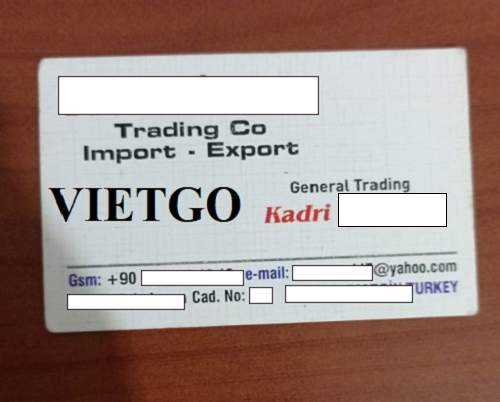 Trading Co
Import - Export
VIETGO
General Trading
Kadri
Gsm: +90 e-mail: @yahoo.com
Cad. No: TURKEY